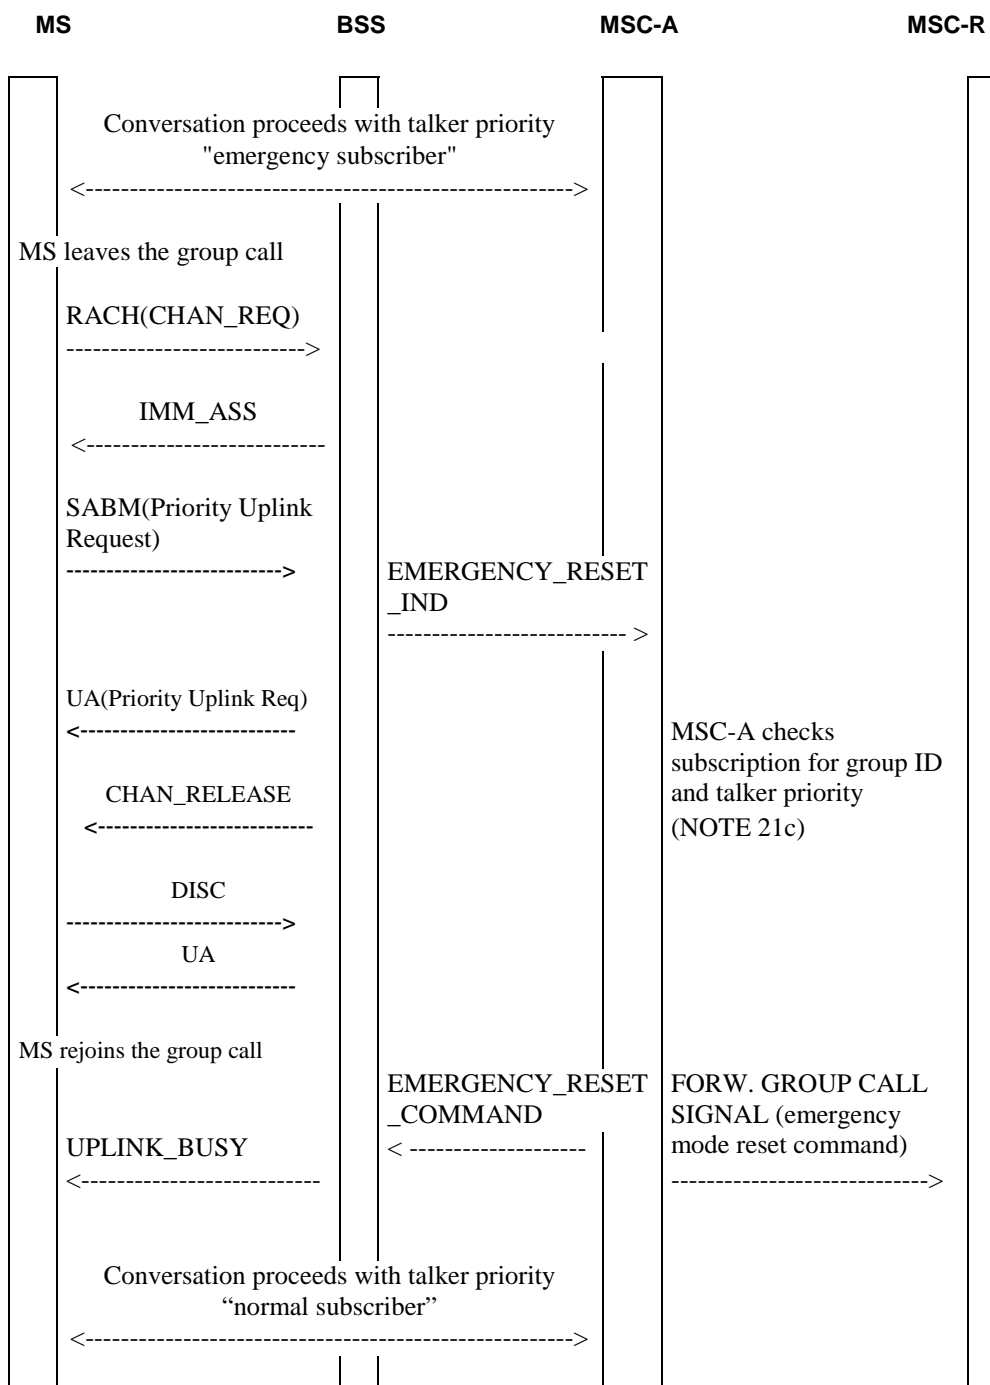 MS BSS MSC-A MSC-R
Conversation proceeds with talker priority
"emergency subscriber"
<------------------------------------------------------->
MS leaves the group call
RACH(CHAN_REQ)
--------------------------->
IMM_ASS
<---------------------------
SABM(Priority Uplink
Request)
--------------------------->
EMERGENCY_RESET
_IND
--------------------------- >
UA(Priority Uplink Req)
<---------------------------
MSC-A checks
subscription for group ID
and talker priority
(NOTE 21c)
CHAN_RELEASE
<---------------------------
DISC
--------------------------->
UA
<---------------------------
MS rejoins the group call
EMERGENCY_RESET
_COMMAND
< --------------------
FORW. GROUP CALL
SIGNAL (emergency
mode reset command)
----------------------------->
UPLINK_BUSY
<---------------------------
Conversation proceeds with talker priority
“normal subscriber”
<------------------------------------------------------->